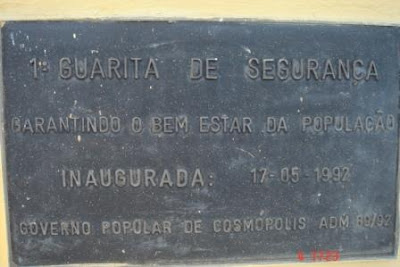 1ª GUARITA DE SEGURANÇA
GARANTINDO O BEM ESTAR DA POPULAÇÃO
INAUGURADA: 17-05-1992
GOVERNO POPULAR DE COSMOPOLIS ADM 89/92